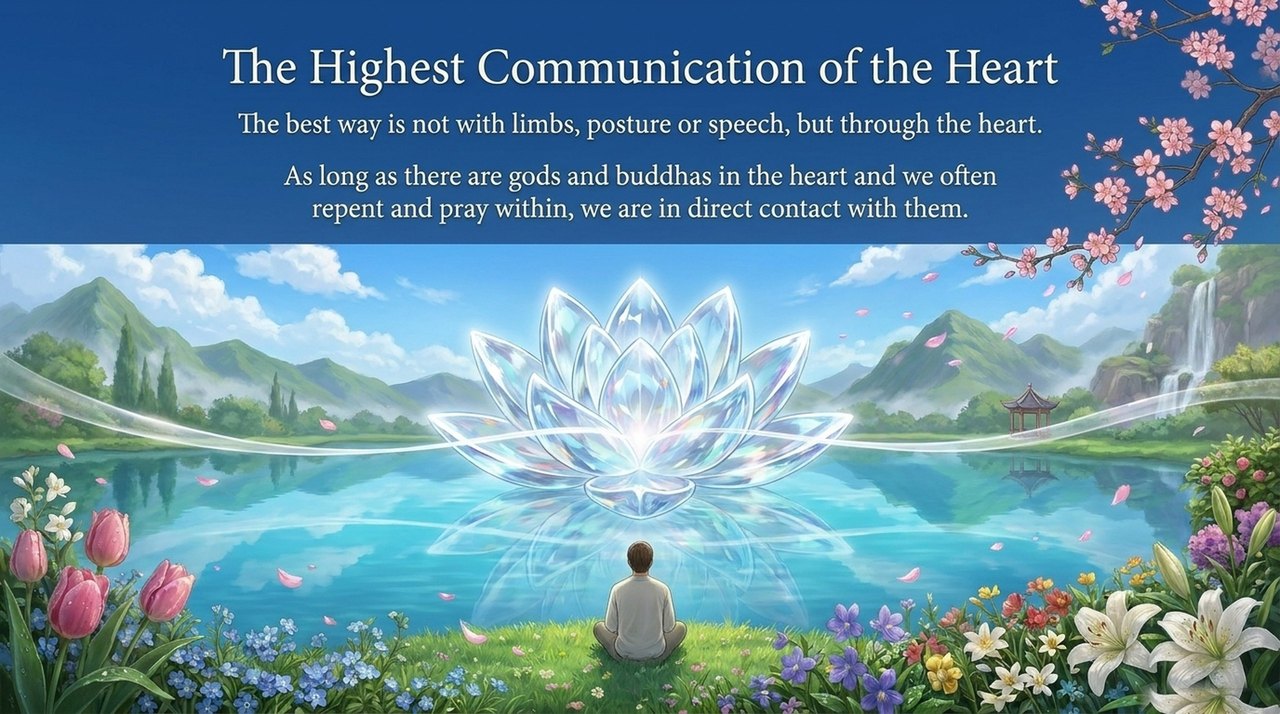 The Highest Communication of the Heart
The best way is not with limbs, posture or speech, but through the heart.
As long as there are gods and buddhas in the heart and we often
repent and pray within, we are in direct contact with them.